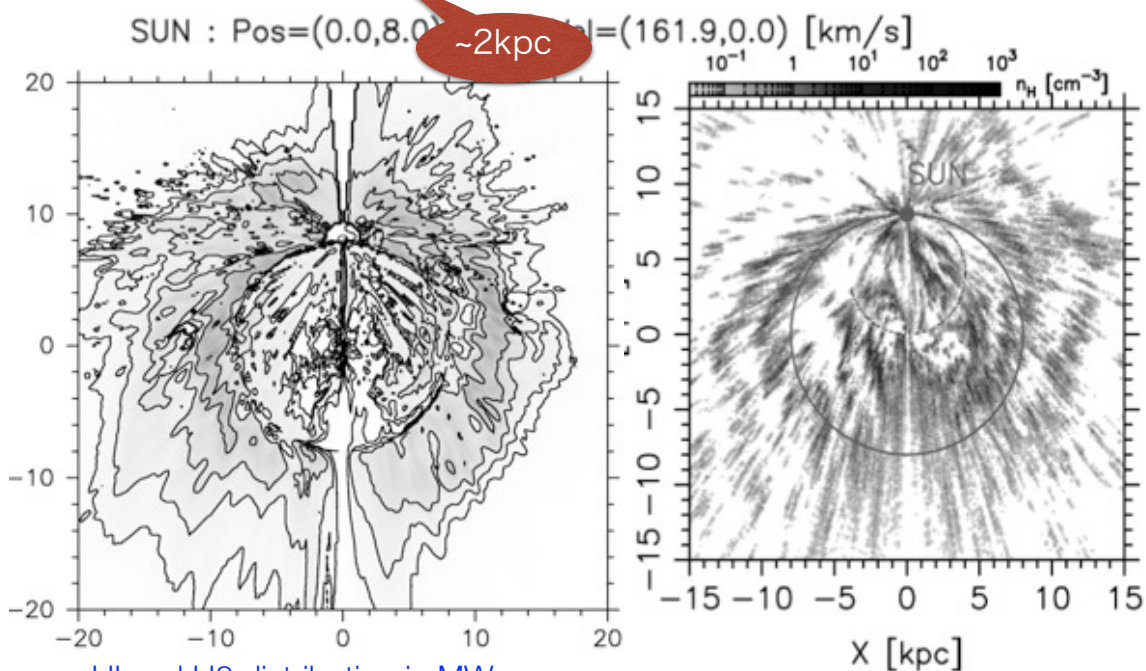 SUN : Pos=(0.0,8.0) =(161.9,0.0) [km/s]
~2kpc
20
10
0
−10
−20
−20 −10 0 10 20
10⁻¹ 1 10¹ 10² 10³ n_H [cm⁻³]
SUN
15
10
5
0
−5
−10
−15
−15 −10 −5 0 5 10 15
X [kpc]